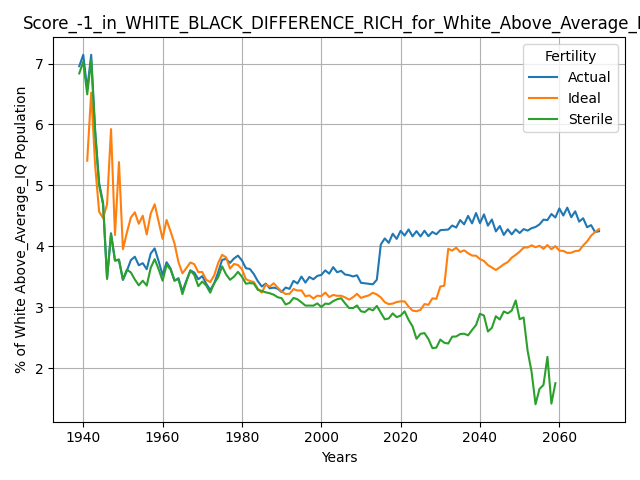 Score_-1_in_WHITE_BLACK_DIFFERENCE_RICH_for_White_Above_Average_I
% of White Above_Average_IQ Population
7
6
5
4
3
2
Fertility
Actual
Ideal
Sterile
1940 1960 1980 2000 2020 2040 2060
Years